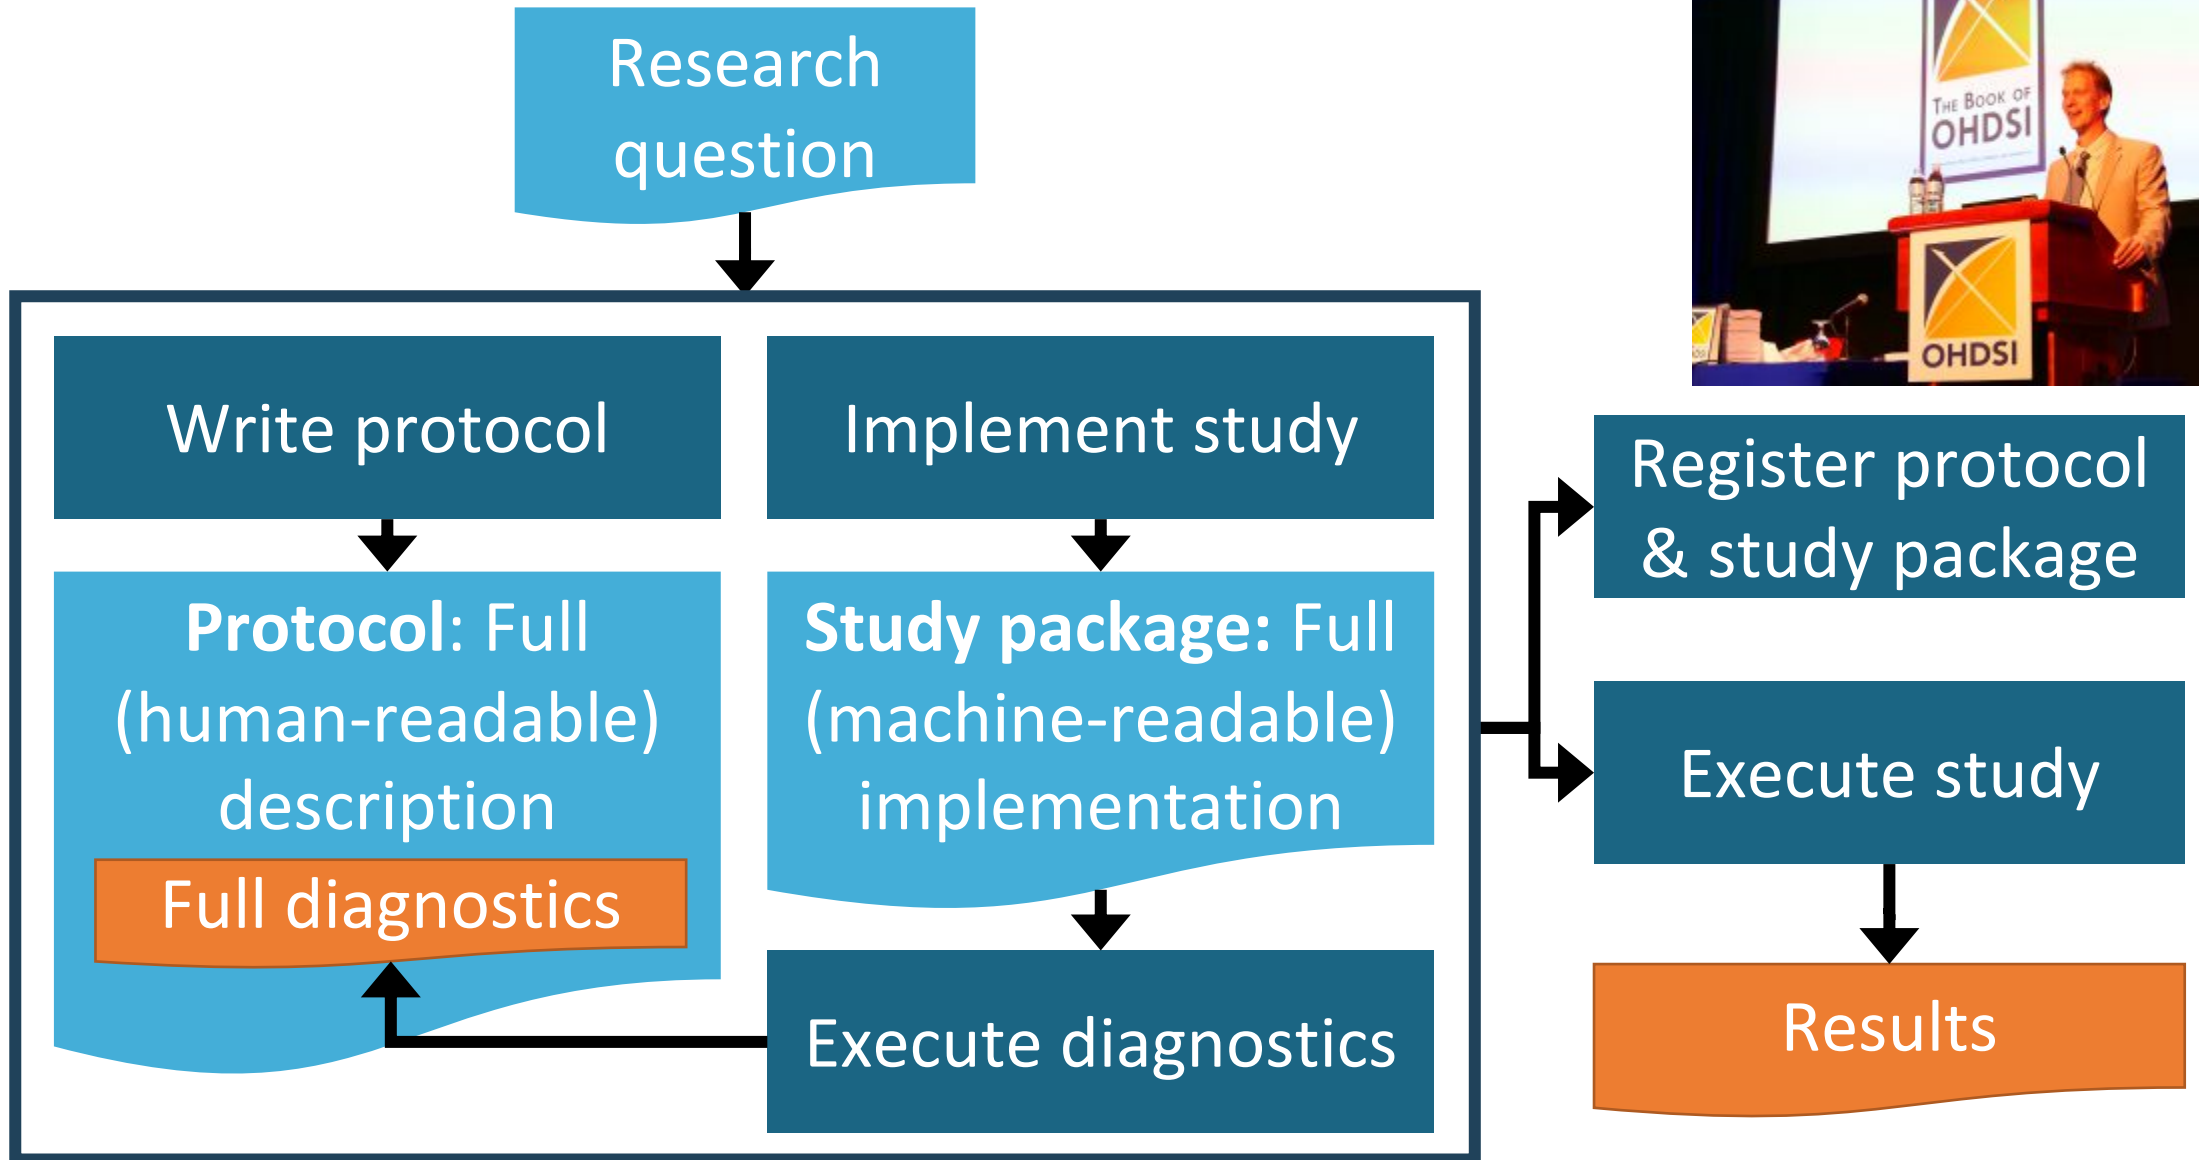 Research
question
THE BOOK OF
OHDSI
OHDSI
Write protocol
Implement study
Register protocol
& study package
Protocol: Full
(human-readable)
description
Full diagnostics
Study package: Full
(machine-readable)
implementation
Execute diagnostics
Execute study
Results